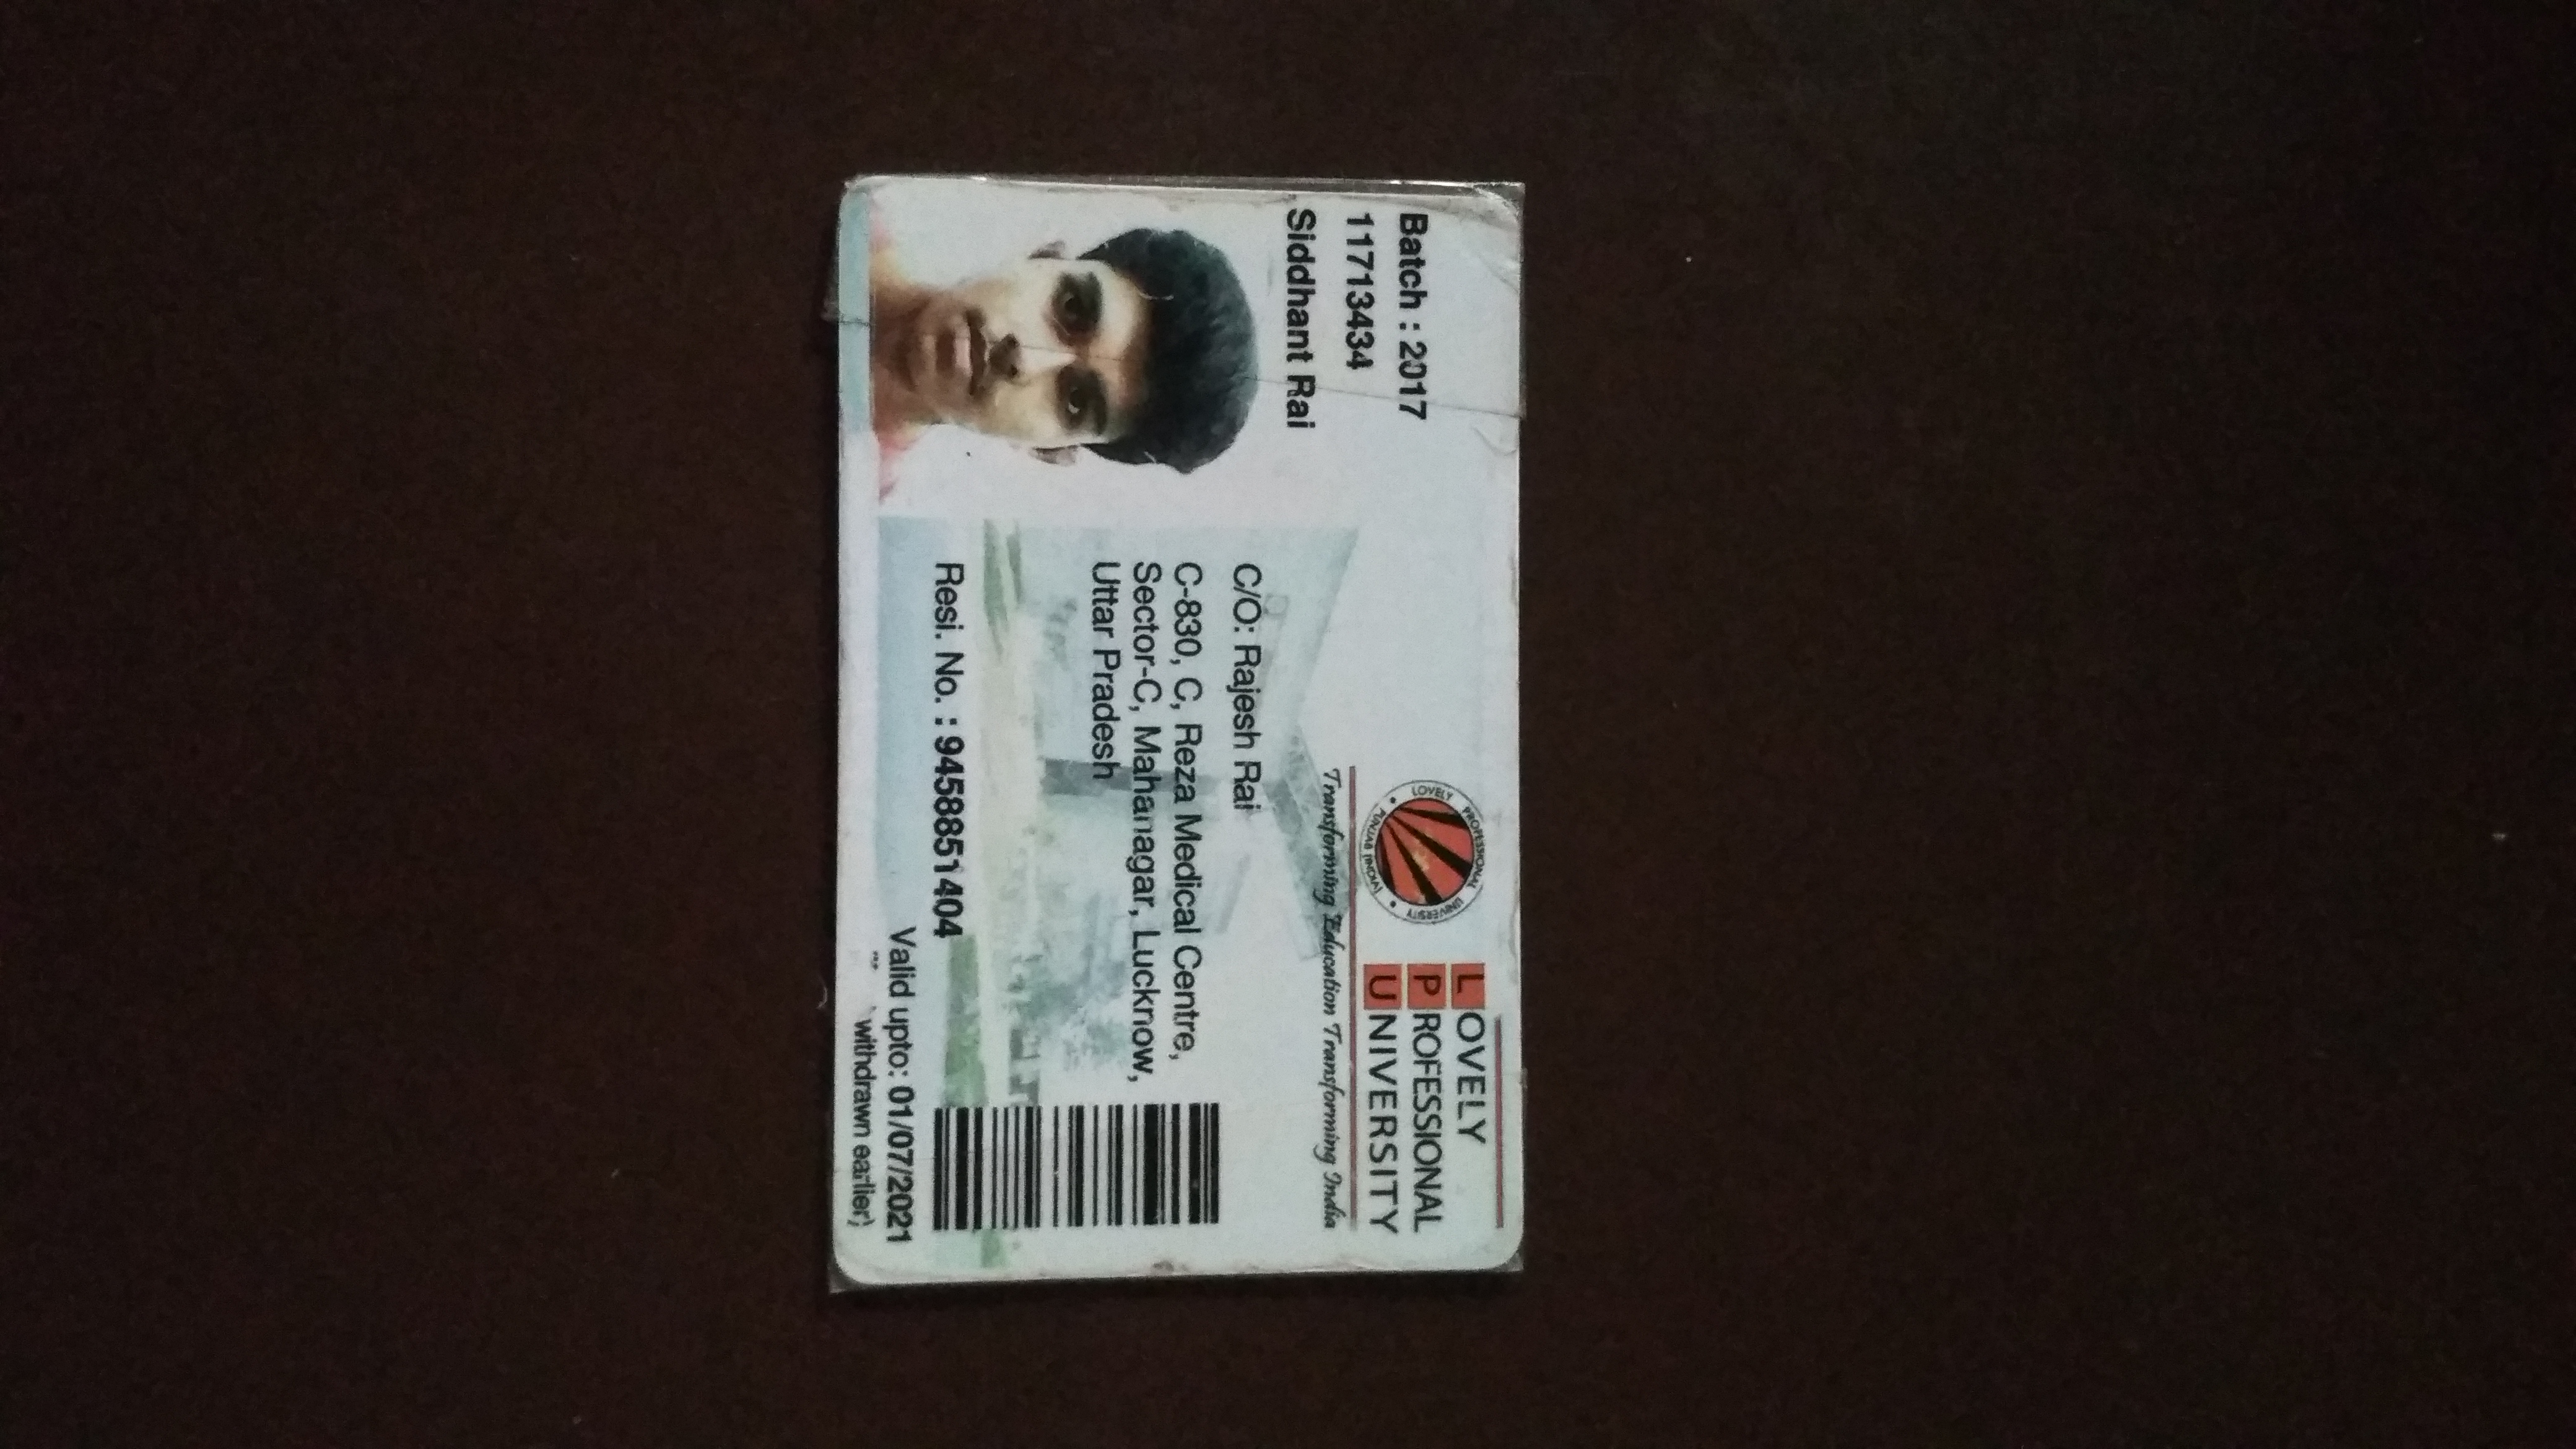 Batch : 2017
11713434
Siddhant Rai
LOVELY
PROFESSIONAL
UNIVERSITY
LOVELY PROFESSIONAL UNIVERSITY
PUNJAB (INDIA)
Transforming Education Transforming India
C/O: Rajesh Rai
C-830, C, Reza Medical Centre,
Sector-C, Mahanagar, Lucknow,
Uttar Pradesh
Resi. No. : 9458851404
Valid upto: 01/07/2021
withdrawn earlier)